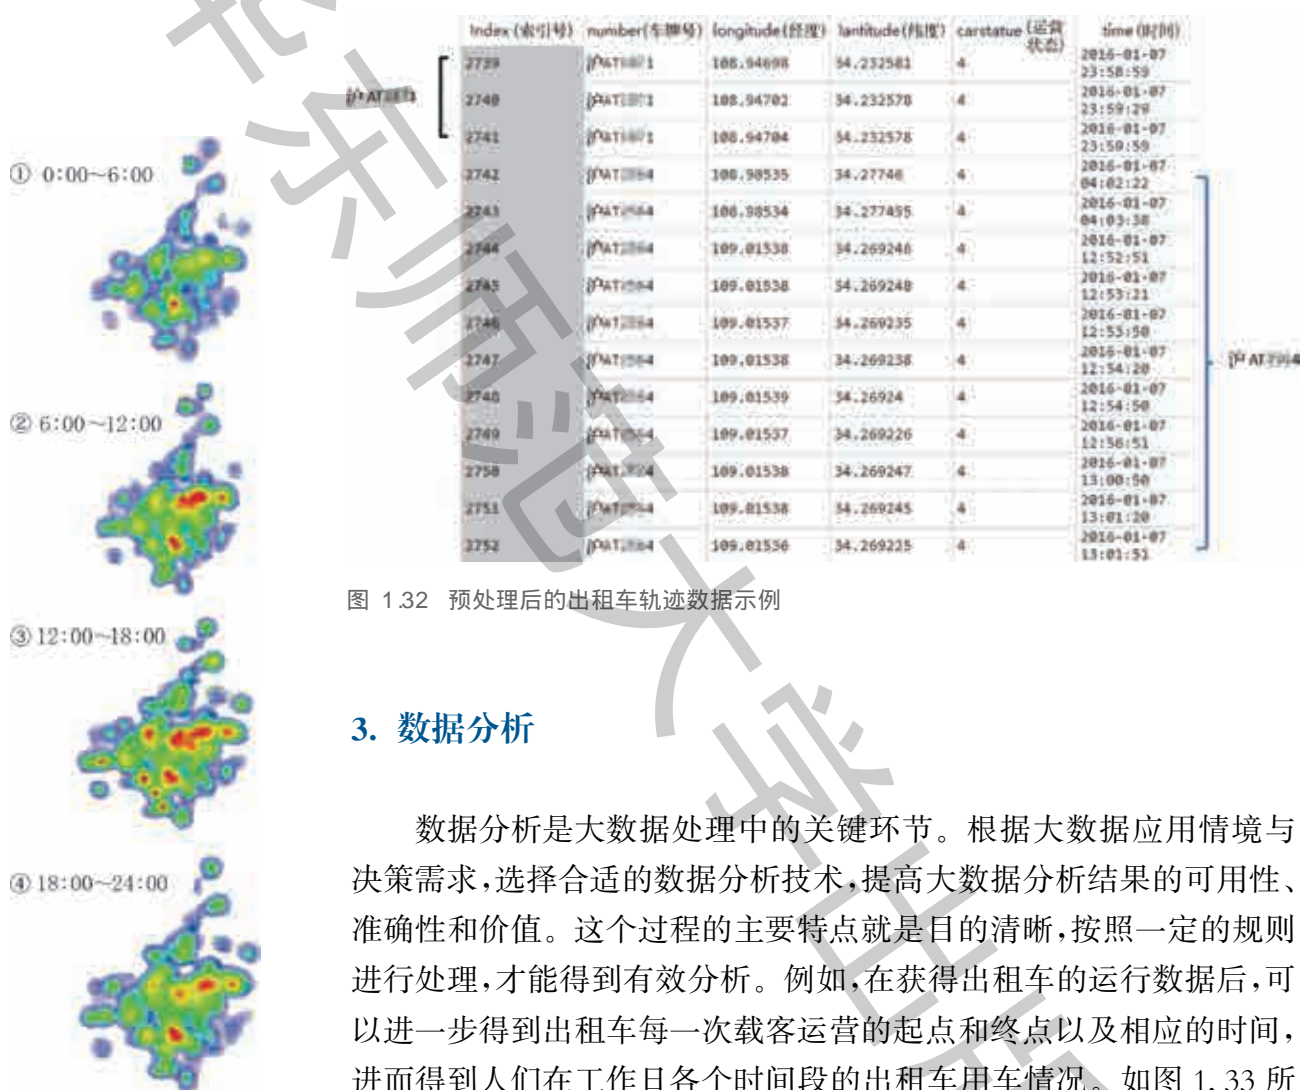 Index (索引号) number(车牌号) longitude(经度) lantitude(纬度) carstatue (运营状态) time (时间)
2739 108.94698 34.232581 4 2016-01-07 23:58:59
2740 108.94702 34.232578 4 2016-01-07 23:59:29
2741 108.94704 34.232578 4 2016-01-07 23:59:59
2742 108.98535 34.27746 4 2016-01-07 04:02:22
2743 108.98534 34.277455 4 2016-01-07 04:03:38
2744 109.01538 34.269248 4 2016-01-07 12:52:51
2745 109.01538 34.269248 4 2016-01-07 12:53:21
2746 109.01537 34.269235 4 2016-01-07 12:53:50
2747 109.01538 34.269238 4 2016-01-07 12:54:20
2748 109.01539 34.26924 4 2016-01-07 12:54:50
2749 109.01537 34.269226 4 2016-01-07 12:56:51
2750 109.01538 34.269247 4 2016-01-07 13:00:50
2751 109.01538 34.269245 4 2016-01-07 13:01:20
2752 109.01536 34.269225 4 2016-01-07 13:01:51
图 1.32 预处理后的出租车轨迹数据示例
① 0:00~6:00
② 6:00~12:00
③ 12:00~18:00
④ 18:00~24:00
3. 数据分析
数据分析是大数据处理中的关键环节。根据大数据应用情境与
决策需求,选择合适的数据分析技术,提高大数据分析结果的可用性、
准确性和价值。这个过程的主要特点就是目的清晰,按照一定的规则
进行处理,才能得到有效分析。例如,在获得出租车的运行数据后,可
以进一步得到出租车每一次载客运营的起点和终点以及相应的时间,
进而得到人们在工作日各个时间段的出租车用车情况。如图 1.33 所